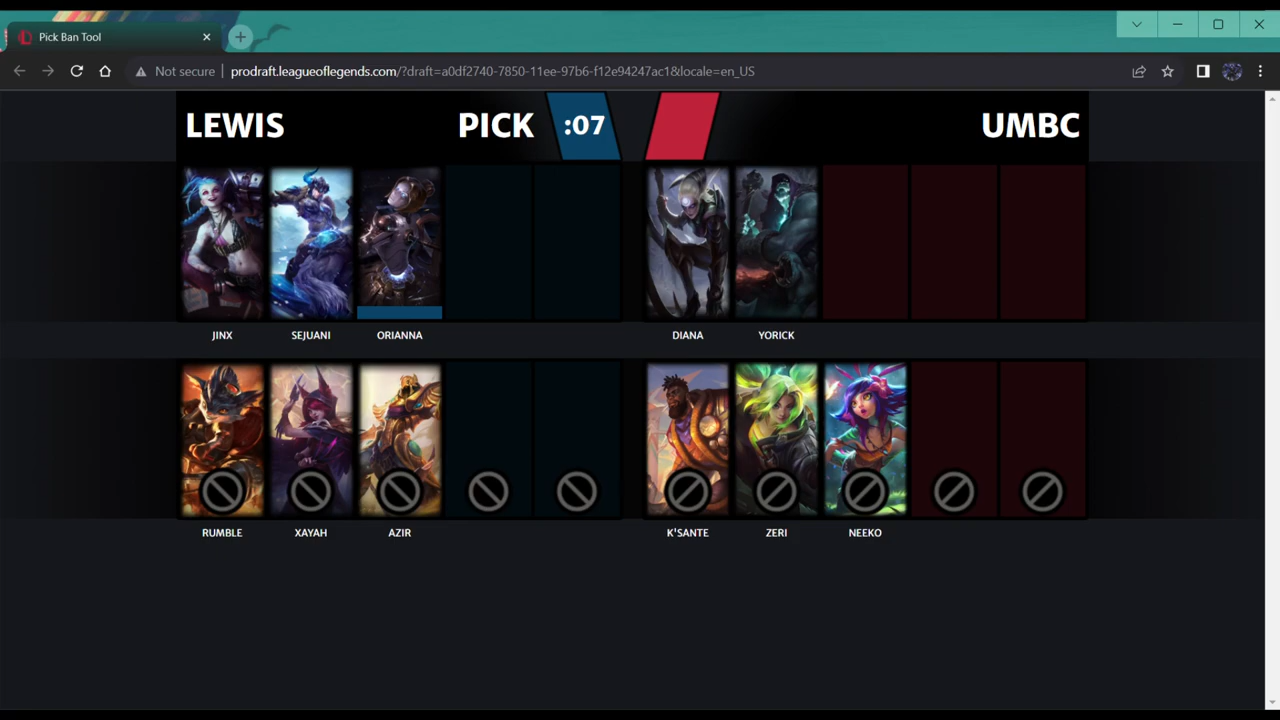 Pick Ban Tool
Not secure | prodraft.leagueoflegends.com/?draft=a0df2740-7850-11ee-97b6-f12e94247ac1&locale=en_US
LEWIS PICK :07 UMBC
JINX SEJUANI ORIANNA DIANA YORICK
RUMBLE XAYAH AZIR K'SANTE ZERI NEEKO